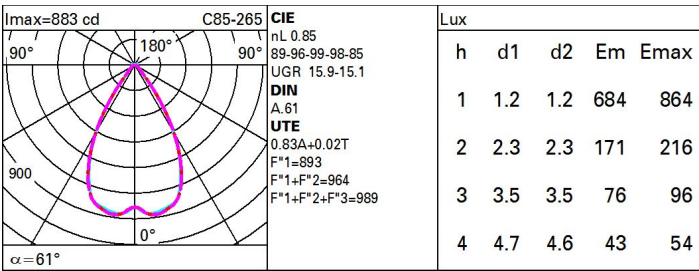 Imax=883 cd C85-265
90° 180° 90°
900
0°
α=61°
CIE
nL 0.85
89-96-99-98-85
UGR 15.9-15.1
DIN
A.61
UTE
0.83A+0.02T
F"1=893
F"1+F"2=964
F"1+F"2+F"3=989
Lux
h d1 d2 Em Emax
1 1.2 1.2 684 864
2 2.3 2.3 171 216
3 3.5 3.5 76 96
4 4.7 4.6 43 54